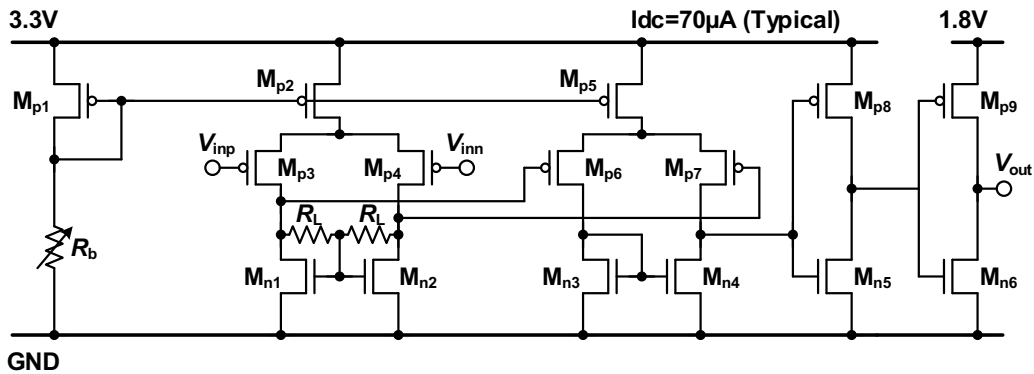 3.3V
Idc=70µA (Typical)
1.8V
Mp1
Mp2
Mp5
Mp8
Mp9
Vinp
Mp3
Mp4
Vinn
Mp6
Mp7
Vout
RL
RL
Rb
Mn1
Mn2
Mn3
Mn4
Mn5
Mn6
GND